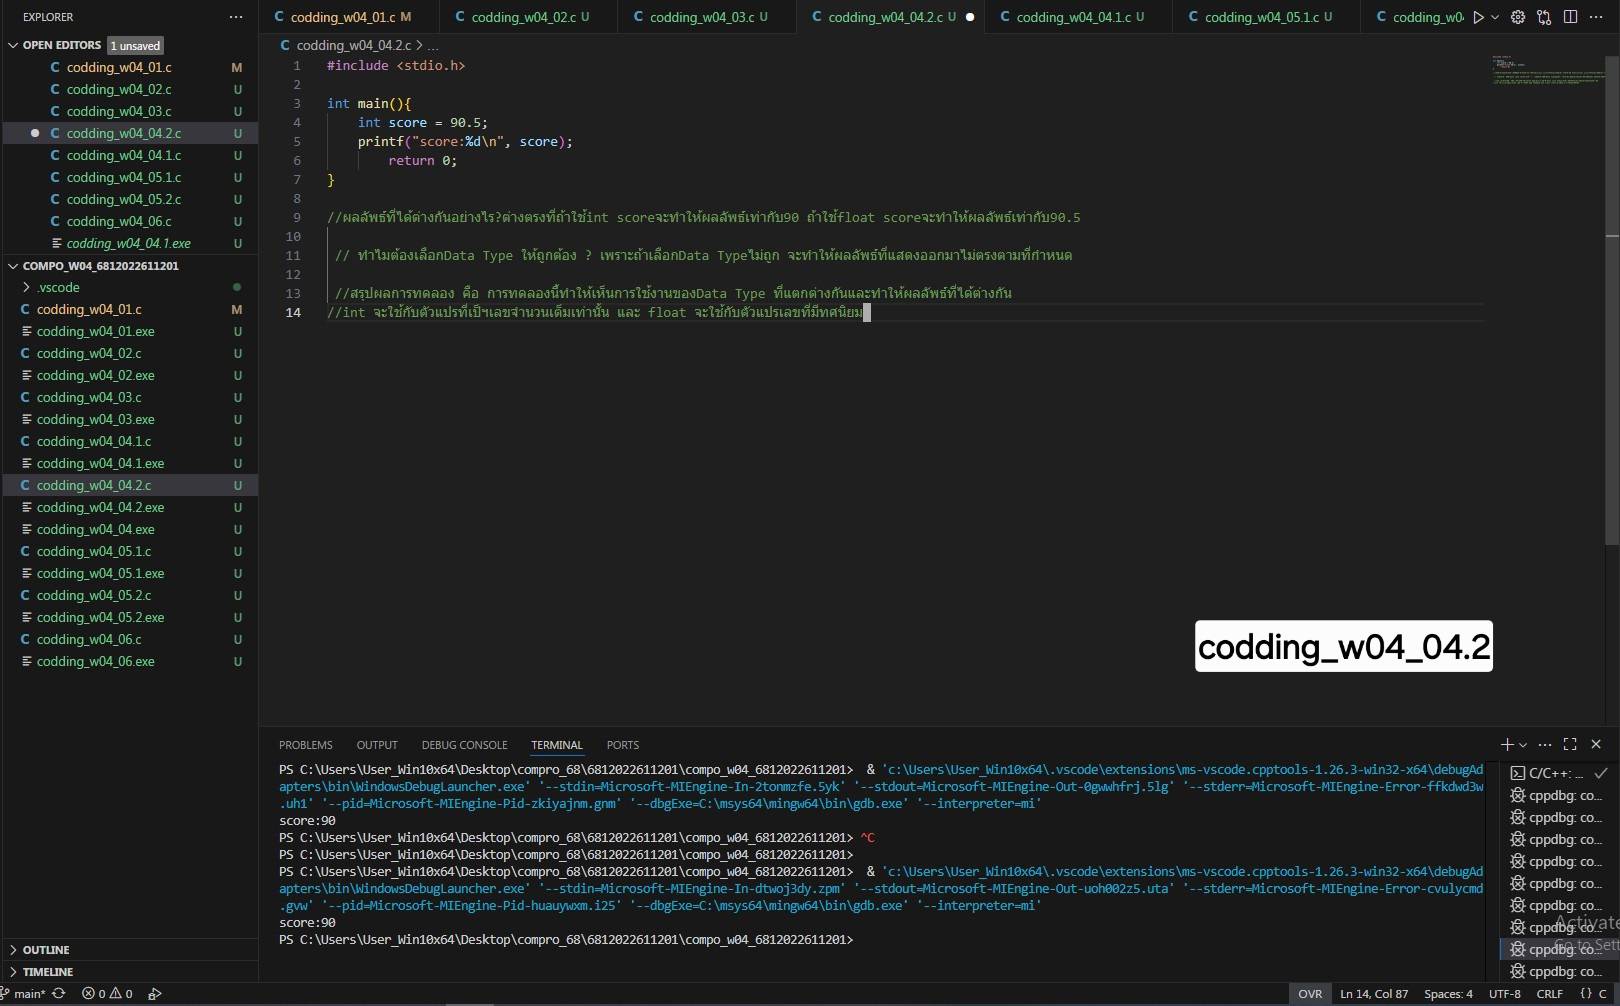 EXPLORER
OPEN EDITORS 1 unsaved
codding_w04_01.c M
codding_w04_02.c U
codding_w04_03.c U
codding_w04_04.2.c U
codding_w04_04.1.c U
codding_w04_05.1.c U
codding_w04_05.2.c U
codding_w04_06.c U
codding_w04_04.1.exe U
COMPO_W04_6812022611201
.vscode
codding_w04_01.c M
codding_w04_01.exe U
codding_w04_02.c U
codding_w04_02.exe U
codding_w04_03.c U
codding_w04_03.exe U
codding_w04_04.1.c U
codding_w04_04.1.exe U
codding_w04_04.2.c U
codding_w04_04.2.exe U
codding_w04_04.exe U
codding_w04_05.1.c U
codding_w04_05.1.exe U
codding_w04_05.2.c U
codding_w04_05.2.exe U
codding_w04_06.c U
codding_w04_06.exe U
OUTLINE
TIMELINE
C codding_w04_01.c M C codding_w04_02.c U C codding_w04_03.c U C codding_w04_04.2.c U C codding_w04_04.1.c U C codding_w04_05.1.c U C codding_w0
C codding_w04_04.2.c > ...
1 #include <stdio.h>
2
3 int main(){
4 int score = 90.5;
5 printf("score:%d\n", score);
6 return 0;
7 }
8
9 //ผลลัพธ์ที่ได้ต่างกันอย่างไร?ต่างตรงที่ถ้าใช้int scoreจะทำให้ผลลัพธ์เท่ากับ90 ถ้าใช้float scoreจะทำให้ผลลัพธ์เท่ากับ90.5
10
11 // ทำไมต้องเลือกData Type ให้ถูกต้อง ? เพราะถ้าเลือกData Typeไม่ถูก จะทำให้ผลลัพธ์ที่แสดงออกมาไม่ตรงตามที่กำหนด
12
13 //สรุปผลการทดลอง คือ การทดลองนี้ทำให้เห็นการใช้งานของData Type ที่แตกต่างกันและทำให้ผลลัพธ์ที่ได้ต่างกัน
14 //int จะใช้กับตัวแปรที่เป็ฯเลขจำนวนเต็มเท่านั้น และ float จะใช้กับตัวแปรเลขที่มีทศนิยม
codding_w04_04.2
PROBLEMS OUTPUT DEBUG CONSOLE TERMINAL PORTS
PS C:\Users\User_Win10x64\Desktop\compro_68\6812022611201\compo_w04_6812022611201> & 'c:\Users\User_Win10x64\.vscode\extensions\ms-vscode.cpptools-1.26.3-win32-x64\debugAd
apters\bin\WindowsDebugLauncher.exe' '--stdin=Microsoft-MIEngine-In-2tonmzfe.5yk' '--stdout=Microsoft-MIEngine-Out-0gwwhfrj.5lg' '--stderr=Microsoft-MIEngine-Error-ffkdwd3w
.uh1' '--pid=Microsoft-MIEngine-Pid-zkiyajnm.gnm' '--dbgExe=C:\msys64\mingw64\bin\gdb.exe' '--interpreter=mi'
score:90
PS C:\Users\User_Win10x64\Desktop\compro_68\6812022611201\compo_w04_6812022611201> ^C
PS C:\Users\User_Win10x64\Desktop\compro_68\6812022611201\compo_w04_6812022611201>
PS C:\Users\User_Win10x64\Desktop\compro_68\6812022611201\compo_w04_6812022611201> & 'c:\Users\User_Win10x64\.vscode\extensions\ms-vscode.cpptools-1.26.3-win32-x64\debugAd
apters\bin\WindowsDebugLauncher.exe' '--stdin=Microsoft-MIEngine-In-dtwoj3dy.zpm' '--stdout=Microsoft-MIEngine-Out-uoh002z5.uta' '--stderr=Microsoft-MIEngine-Error-cvulycmd
.gvw' '--pid=Microsoft-MIEngine-Pid-huauywxm.i25' '--dbgExe=C:\msys64\mingw64\bin\gdb.exe' '--interpreter=mi'
score:90
PS C:\Users\User_Win10x64\Desktop\compro_68\6812022611201\compo_w04_6812022611201>
C/C++: ...
cppdbg: co...
cppdbg: co...
cppdbg: co...
cppdbg: co...
cppdbg: co...
cppdbg: co...
cppdbg: co...
cppdbg: co...
cppdbg: co...
Activate
Go to Sett
main* 0 0 OVR Ln 14, Col 87 Spaces: 4 UTF-8 CRLF {} C